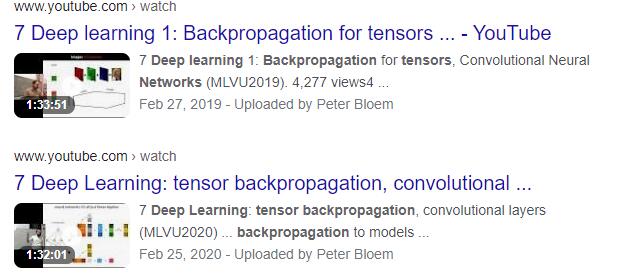 www.youtube.com › watch
7 Deep learning 1: Backpropagation for tensors ... - YouTube
7 Deep learning 1: Backpropagation for tensors, Convolutional Neural
Networks (MLVU2019). 4,277 views4 ...
1:33:51
Feb 27, 2019 - Uploaded by Peter Bloem
www.youtube.com › watch
7 Deep Learning: tensor backpropagation, convolutional ...
7 Deep Learning: tensor backpropagation, convolutional layers
(MLVU2020) ... backpropagation to models ...
1:32:01
Feb 25, 2020 - Uploaded by Peter Bloem